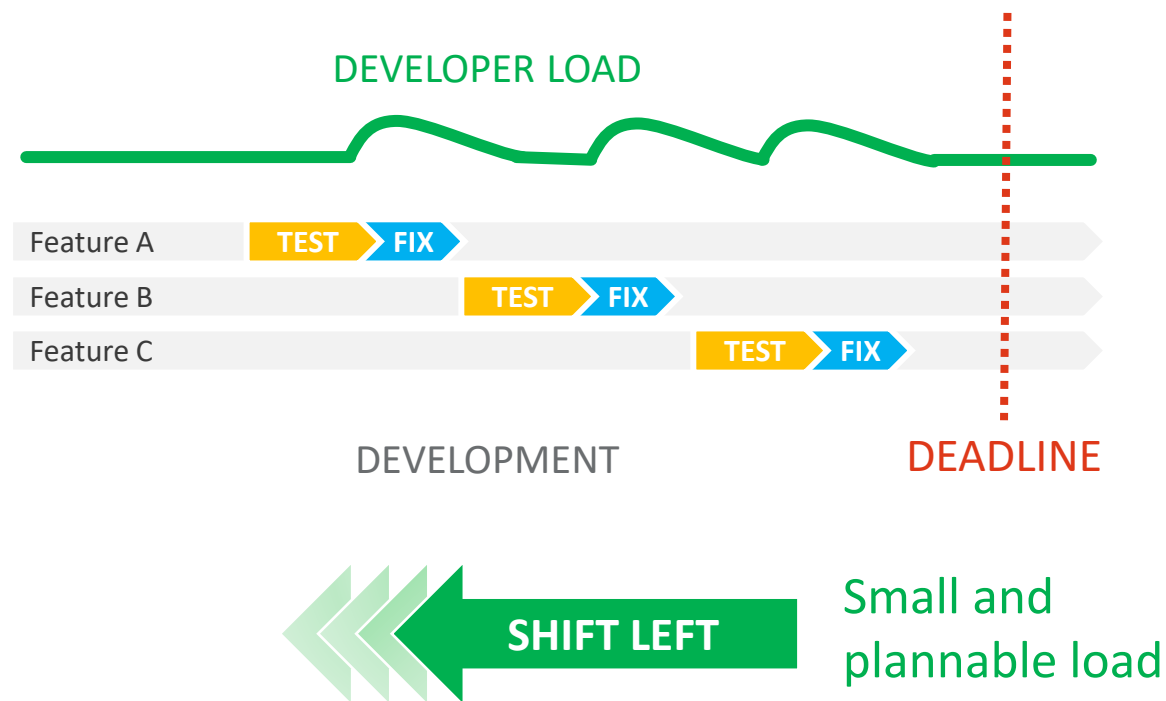 DEVELOPER LOAD
Feature A
TEST
FIX
Feature B
TEST
FIX
Feature C
TEST
FIX
DEVELOPMENT
DEADLINE
SHIFT LEFT
Small and
plannable load